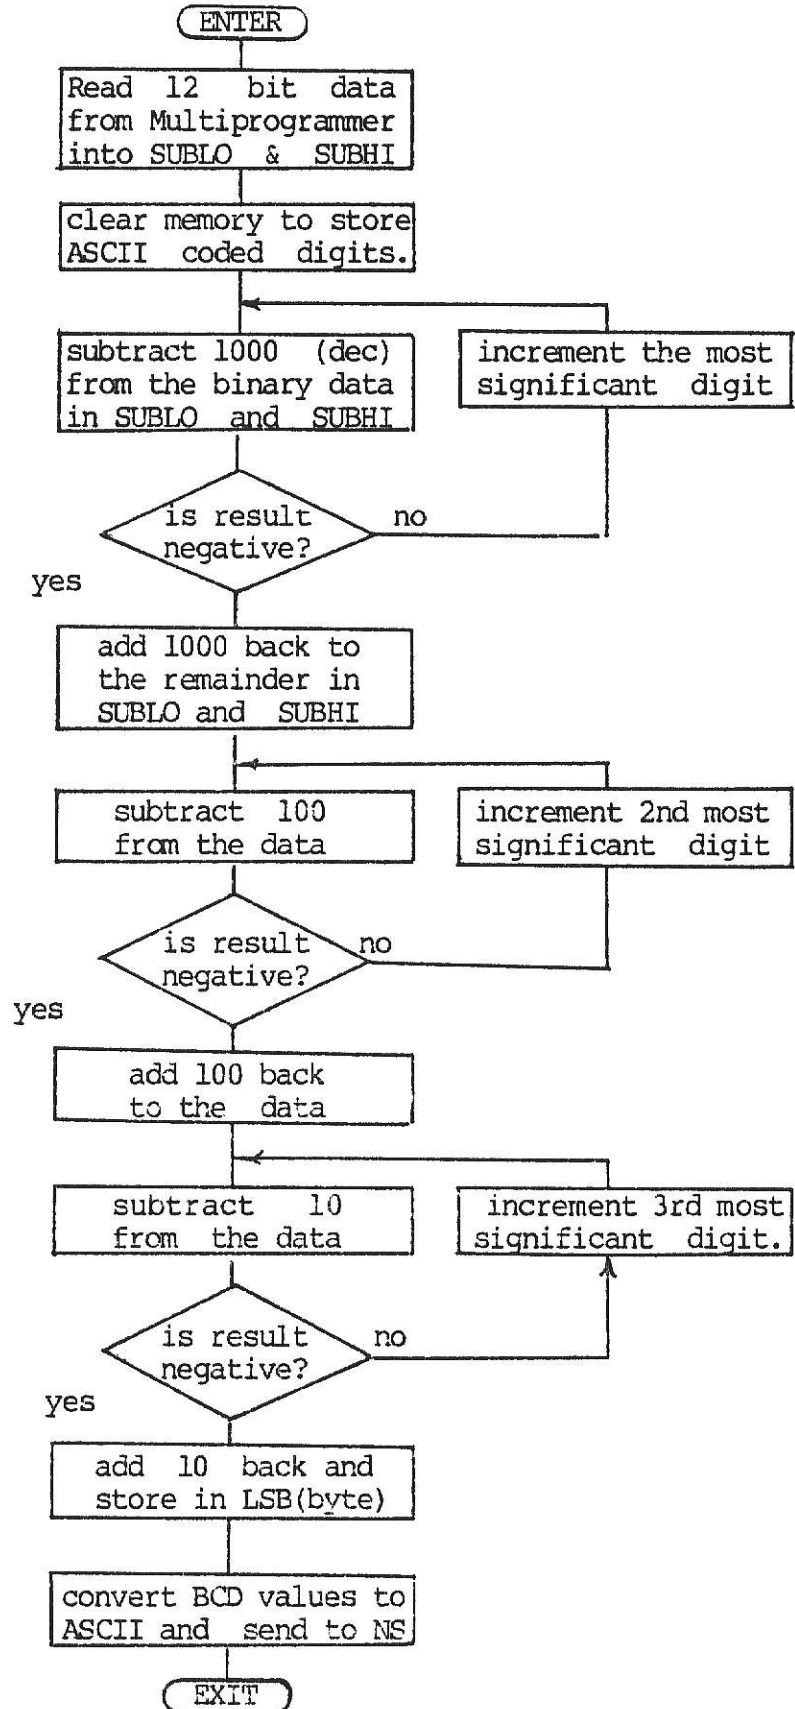 ENTER
Read 12 bit data
from Multiprogrammer
into SUBLO & SUBHI
clear memory to store
ASCII coded digits.
subtract 1000 (dec)
from the binary data
in SUBLO and SUBHI
increment the most
significant digit
is result
negative?
no
yes
add 1000 back to
the remainder in
SUBLO and SUBHI
subtract 100
from the data
increment 2nd most
significant digit
is result
negative?
no
yes
add 100 back
to the data
subtract 10
from the data
increment 3rd most
significant digit.
is result
negative?
no
yes
add 10 back and
store in LSB(byte)
convert BCD values to
ASCII and send to NS
EXIT